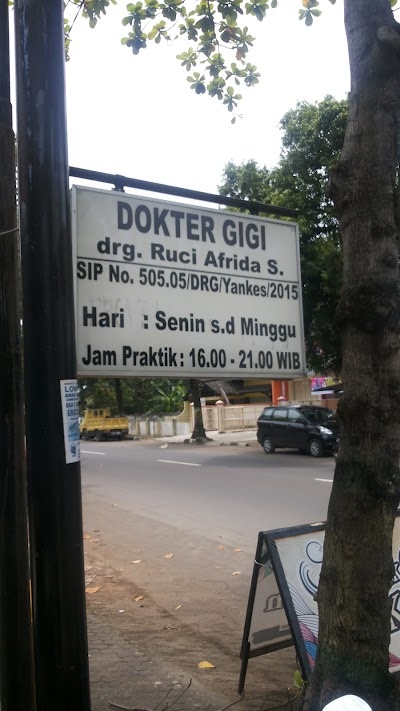 DOKTER GIGI
drg. Ruci Afrida S.
SIP No. 505.05/DRG/Yankes/2015
Hari : Senin s.d Minggu
Jam Praktik : 16.00 - 21.00 WIB